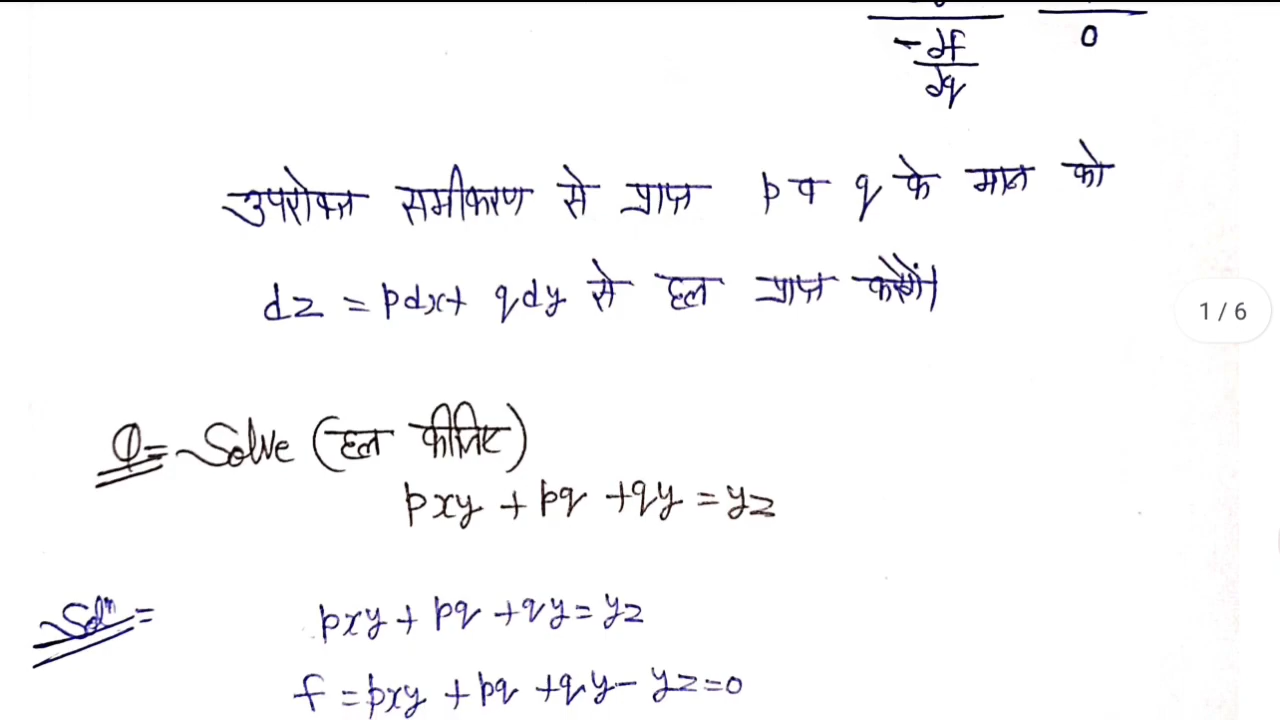 -∂f
∂q
0
उपरोक्त समीकरण से प्राप्त p व q के मान को
dz = pdx + qdy से हल प्राप्त करेंगे।
1 / 6
Q= Solve (हल कीजिए)
pxy + pq + qy = yz
Solⁿ =
pxy + pq + qy = yz
f = pxy + pq + qy - yz = 0